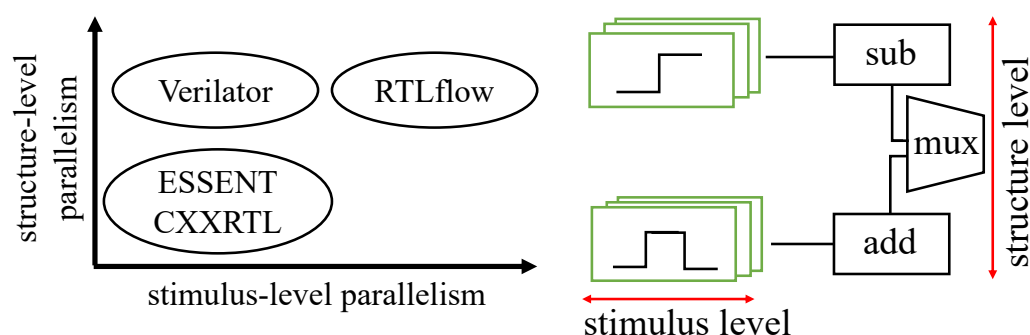 structure-level
parallelism
Verilator
RTLflow
ESSENT
CXXRTL
stimulus-level parallelism
sub
mux
add
stimulus level
structure level